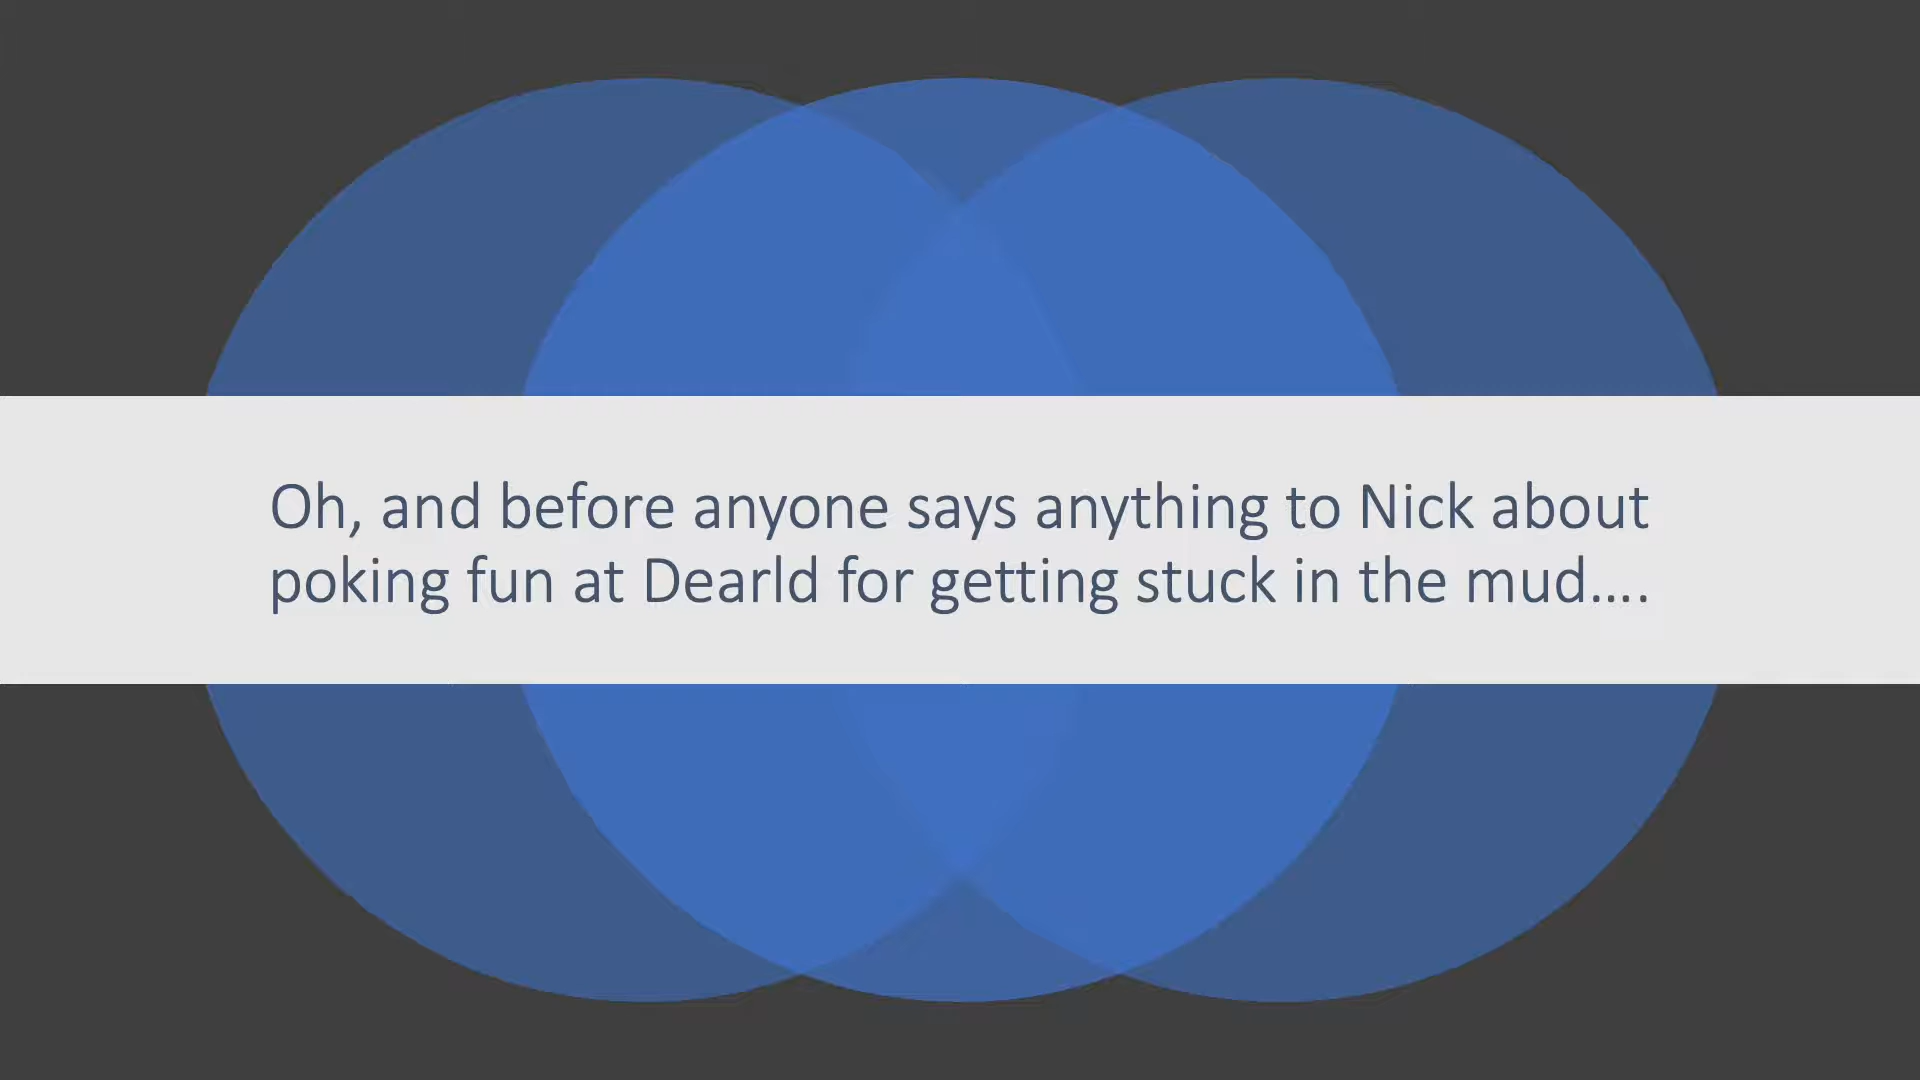 Oh, and before anyone says anything to Nick about
poking fun at Dearld for getting stuck in the mud….